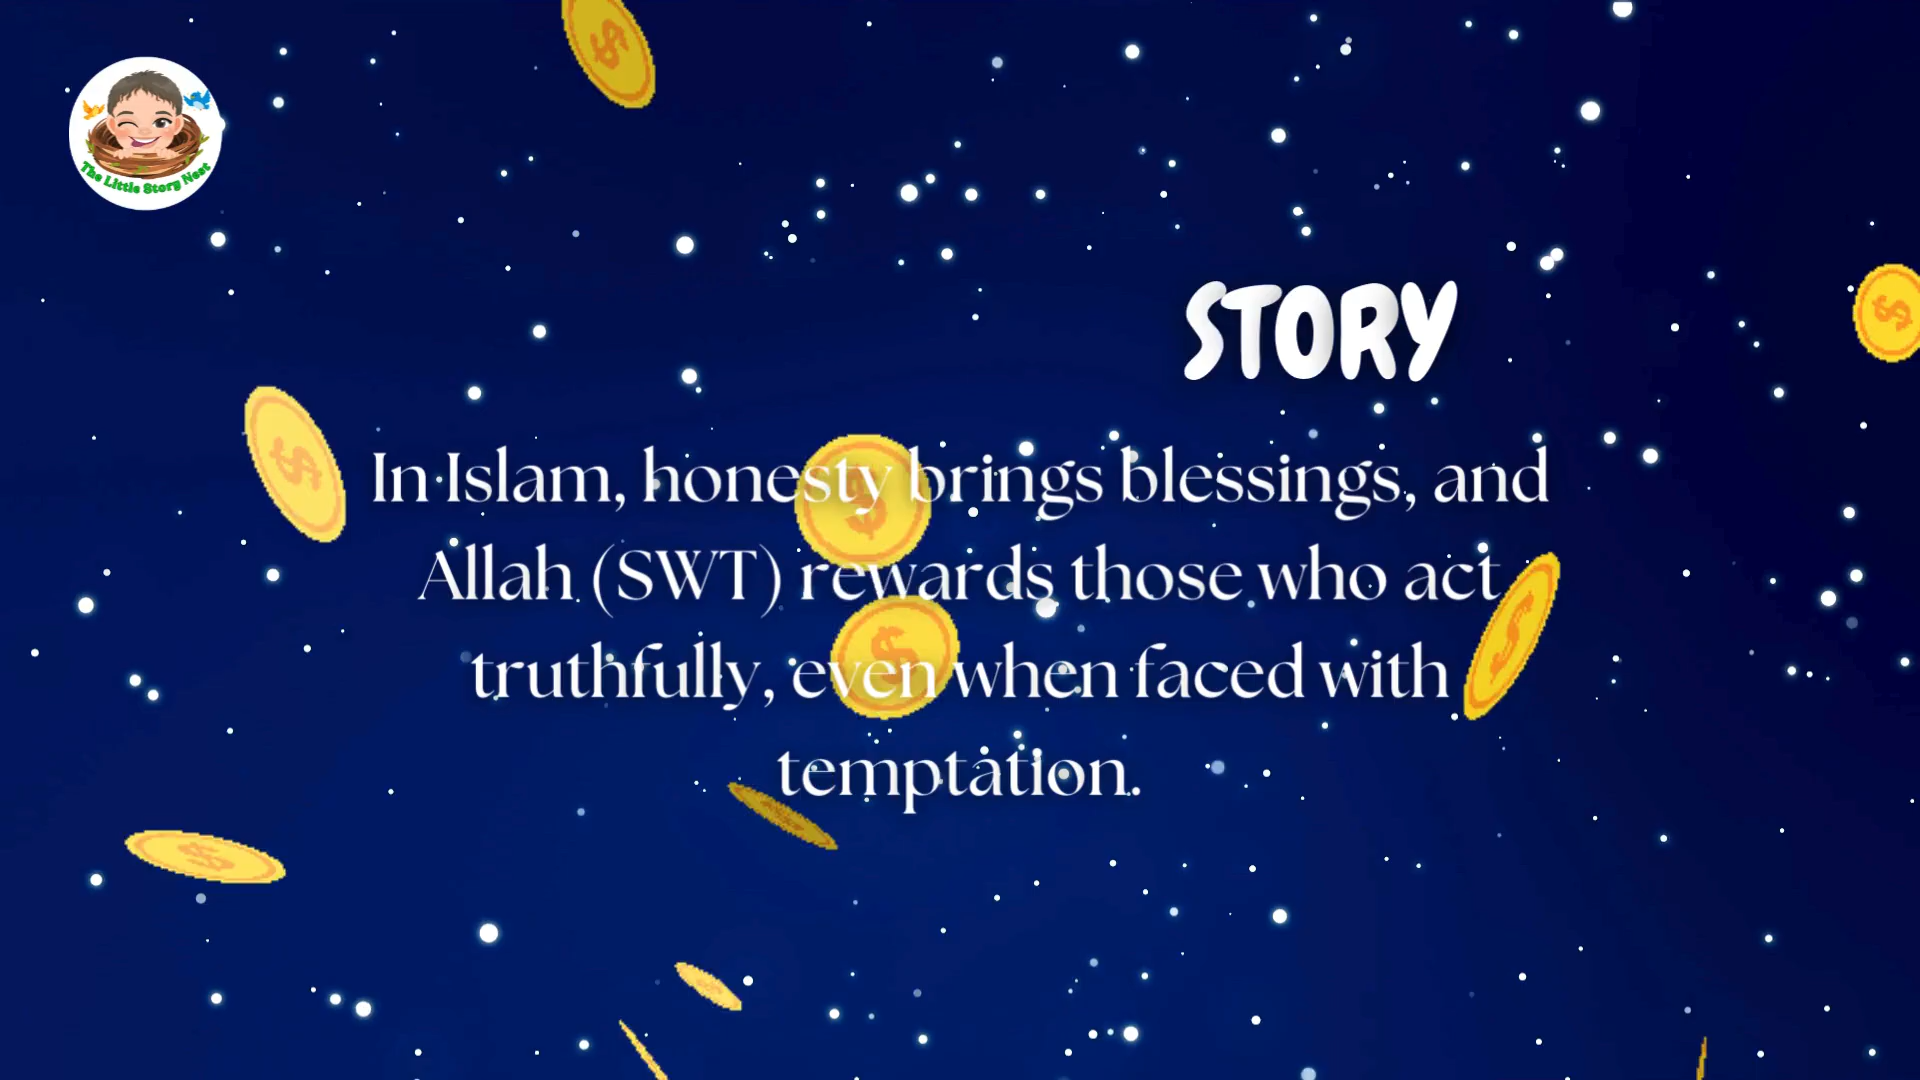 The Little Story Nest
STORY
In Islam, honesty brings blessings, and
Allah (SWT) rewards those who act
truthfully, even when faced with
temptation.